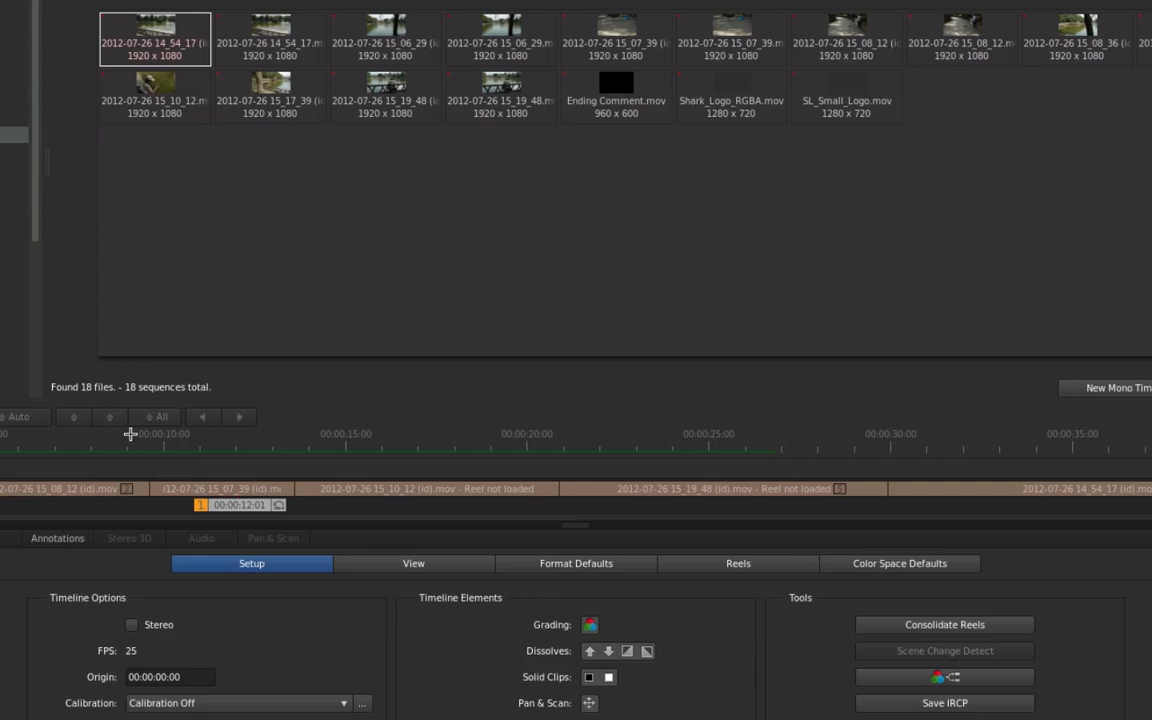 2012-07-26 14_54_17 (i 2012-07-26 14_54_17.m 2012-07-26 15_06_29 (i 2012-07-26 15_06_29.m 2012-07-26 15_07_39 (i 2012-07-26 15_07_39.m 2012-07-26 15_08_12 (i 2012-07-26 15_08_12.m 2012-07-26 15_08_36 (i 201
1920 x 1080 1920 x 1080 1920 x 1080 1920 x 1080 1920 x 1080 1920 x 1080 1920 x 1080 1920 x 1080 1920 x 1080
2012-07-26 15_10_12.m 2012-07-26 15_17_39 (i 2012-07-26 15_19_48 (i 2012-07-26 15_19_48.m Ending Comment.mov Shark_Logo_RGBA.mov SL_Small_Logo.mov
1920 x 1080 1920 x 1080 1920 x 1080 1920 x 1080 960 x 600 1280 x 720 1280 x 720
Found 18 files. - 18 sequences total.
New Mono Tim
Auto All
00 00:00:10:00 00:00:15:00 00:00:20:00 00:00:25:00 00:00:30:00 00:00:35:00
2-07-26 15_08_12 (id).mov 2 )12-07-26 15_07_39 (id).m 2012-07-26 15_10_12 (id).mov - Reel not loaded 2012-07-26 15_19_48 (id).mov - Reel not loaded 2012-07-26 14_54_17 (id).mo
1 00:00:12:01
Annotations Stereo 3D Audio Pan & Scan
Setup View Format Defaults Reels Color Space Defaults
Timeline Options Timeline Elements Tools
Stereo Grading: Consolidate Reels
FPS: 25 Dissolves: Scene Change Detect
Origin: 00:00:00:00 Solid Clips:
Calibration: Calibration Off ... Pan & Scan: Save IRCP